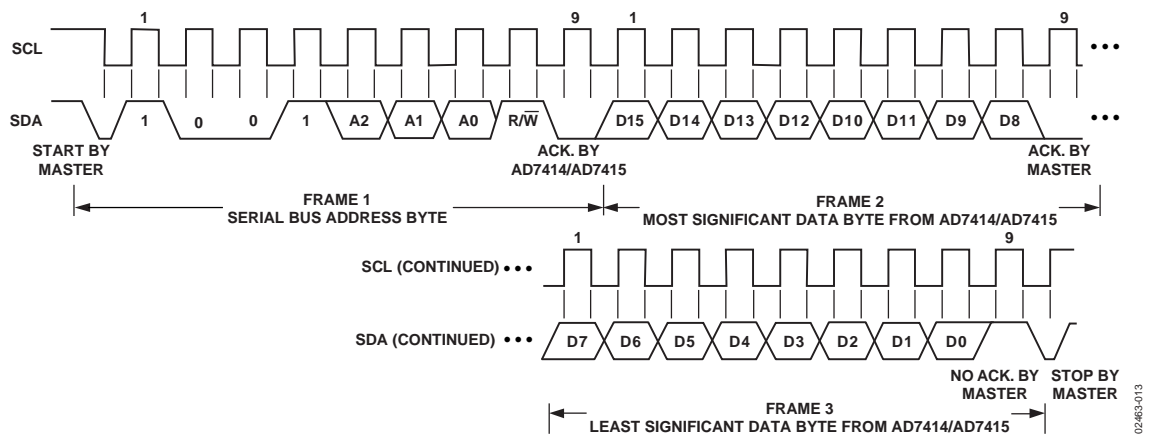 1 9 1 9
SCL
SDA 1 0 0 1 A2 A1 A0 R/W̅ D15 D14 D13 D12 D10 D11 D9 D8
START BY MASTER
ACK. BY AD7414/AD7415
ACK. BY MASTER
FRAME 1
SERIAL BUS ADDRESS BYTE
FRAME 2
MOST SIGNIFICANT DATA BYTE FROM AD7414/AD7415
1 9
SCL (CONTINUED)
SDA (CONTINUED) D7 D6 D5 D4 D3 D2 D1 D0
NO ACK. BY MASTER
STOP BY MASTER
FRAME 3
LEAST SIGNIFICANT DATA BYTE FROM AD7414/AD7415
02463-013